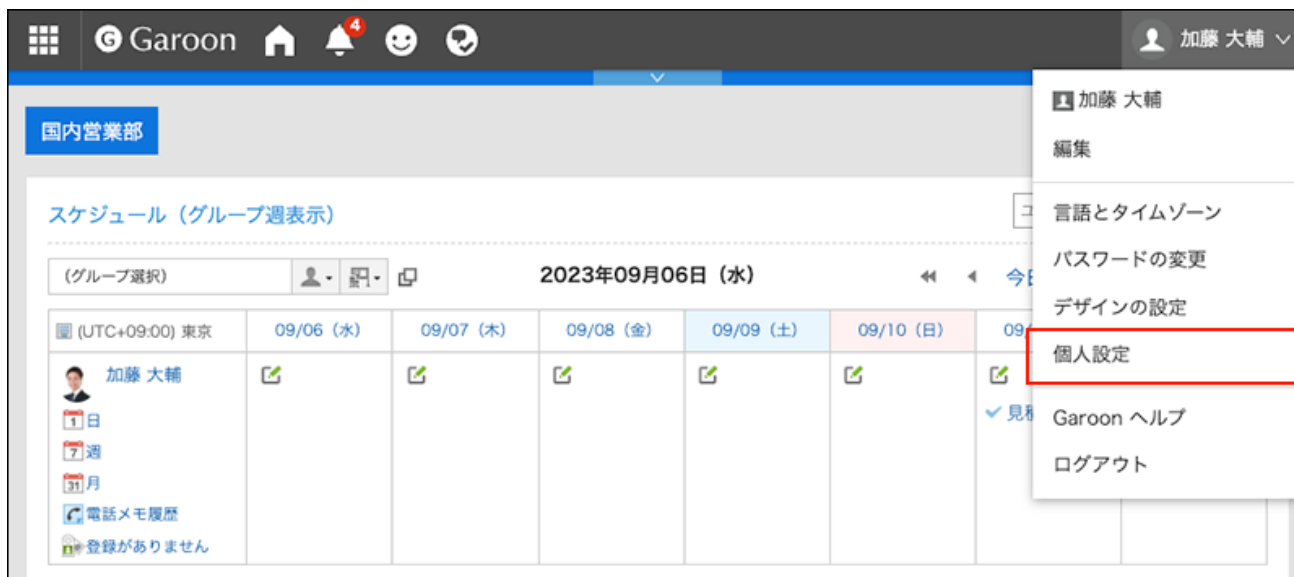 G Garoon 4 加藤 大輔
国内営業部
加藤 大輔
編集
言語とタイムゾーン
パスワードの変更
デザインの設定
個人設定
Garoon ヘルプ
ログアウト
スケジュール（グループ週表示）
(グループ選択)
2023年09月06日（水）
(UTC+09:00) 東京 09/06（水） 09/07（木） 09/08（金） 09/09（土） 09/10（日） 09/
加藤 大輔
1 日
7 週
31 月
電話メモ履歴
登録がありません